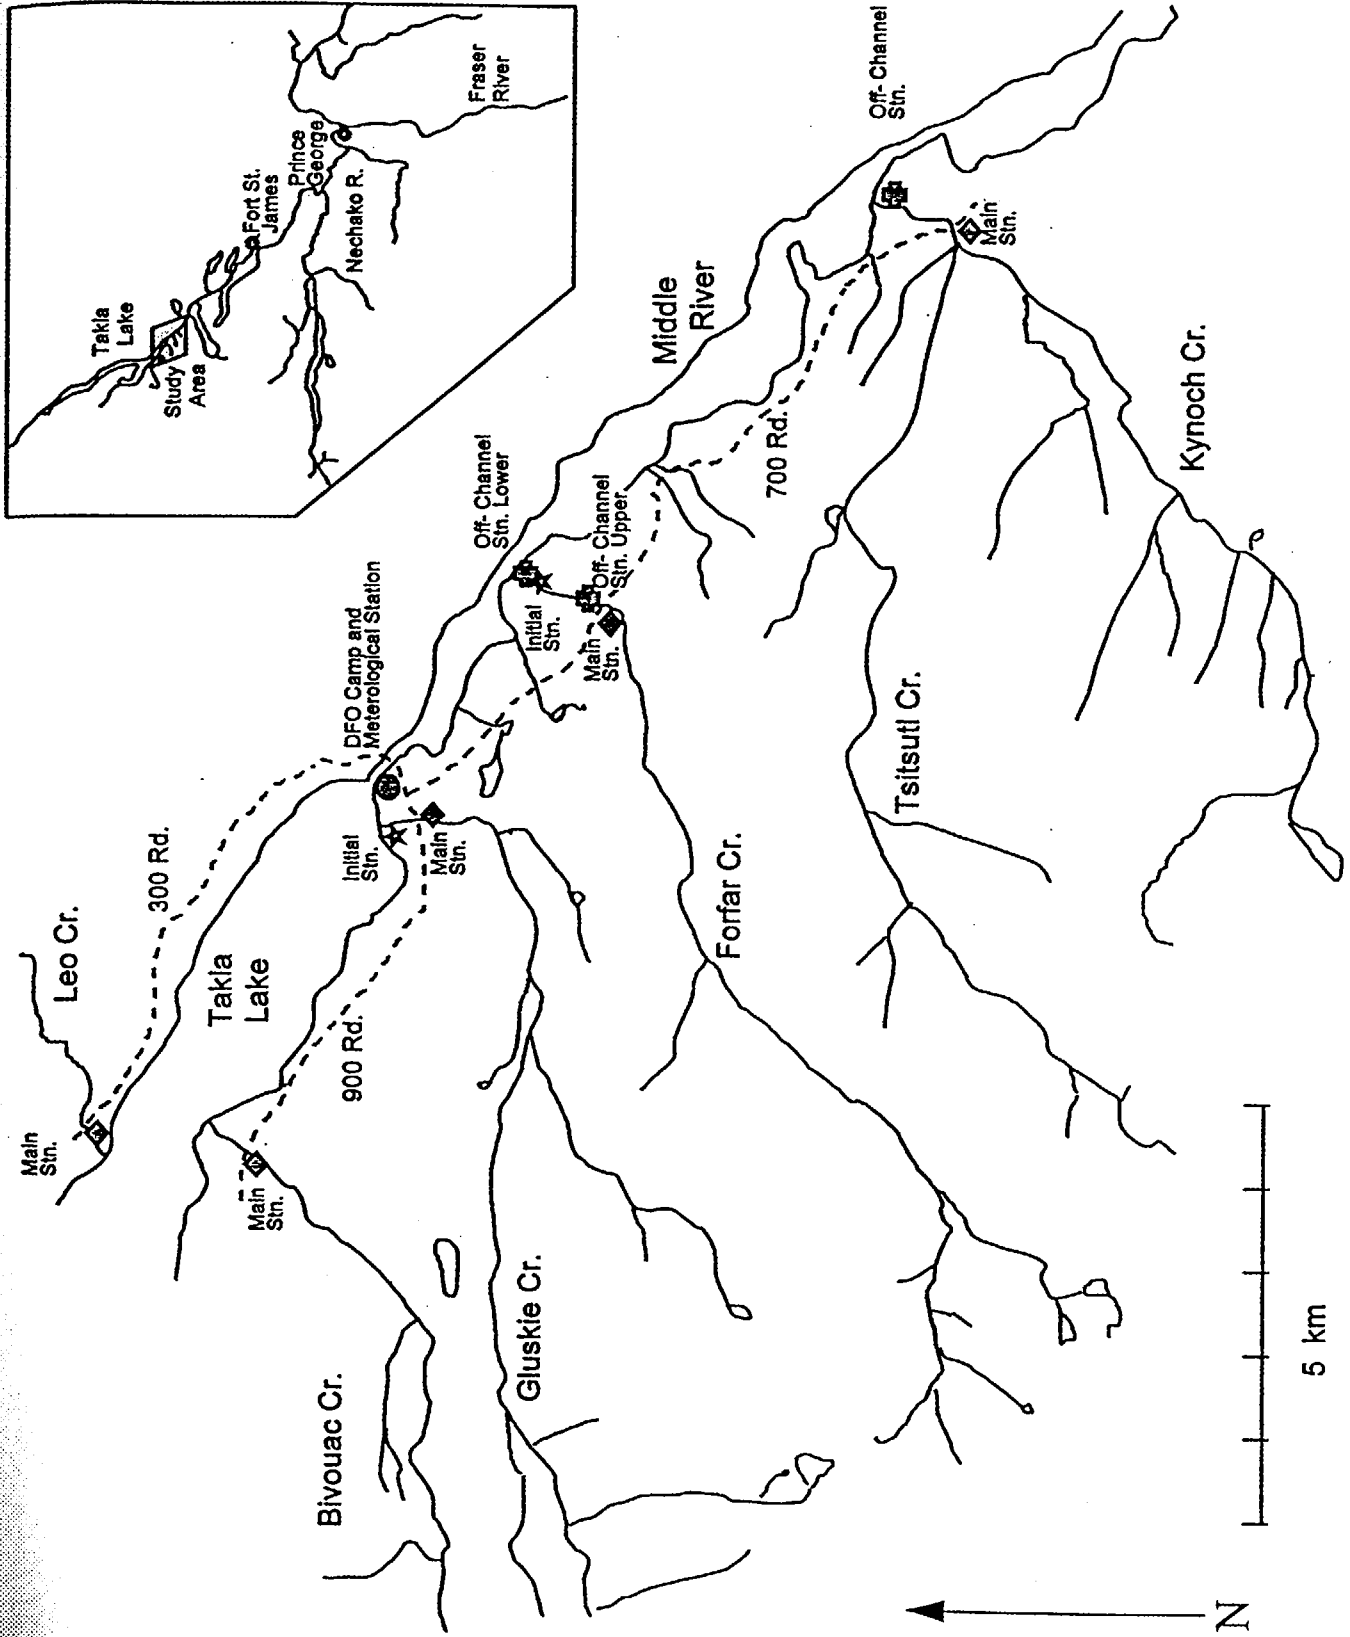 Takla
Lake
Study
Area
Fort St.
James
Prince
George
Nechako R.
Fraser
River
Leo Cr.
Main
Stn.
300 Rd.
Takla
Lake
900 Rd.
Main
Stn.
Bivouac Cr.
DFO Camp and
Meterological Station
Initial
Stn.
Main
Stn.
Gluskie Cr.
Off- Channel
Stn. Lower
Initial
Stn.
Off- Channel
Stn. Upper
Main
Stn.
Forfar Cr.
Middle
River
700 Rd.
Tsitsutl Cr.
Off- Channel
Stn.
Main
Stn.
Kynoch Cr.
5 km
N